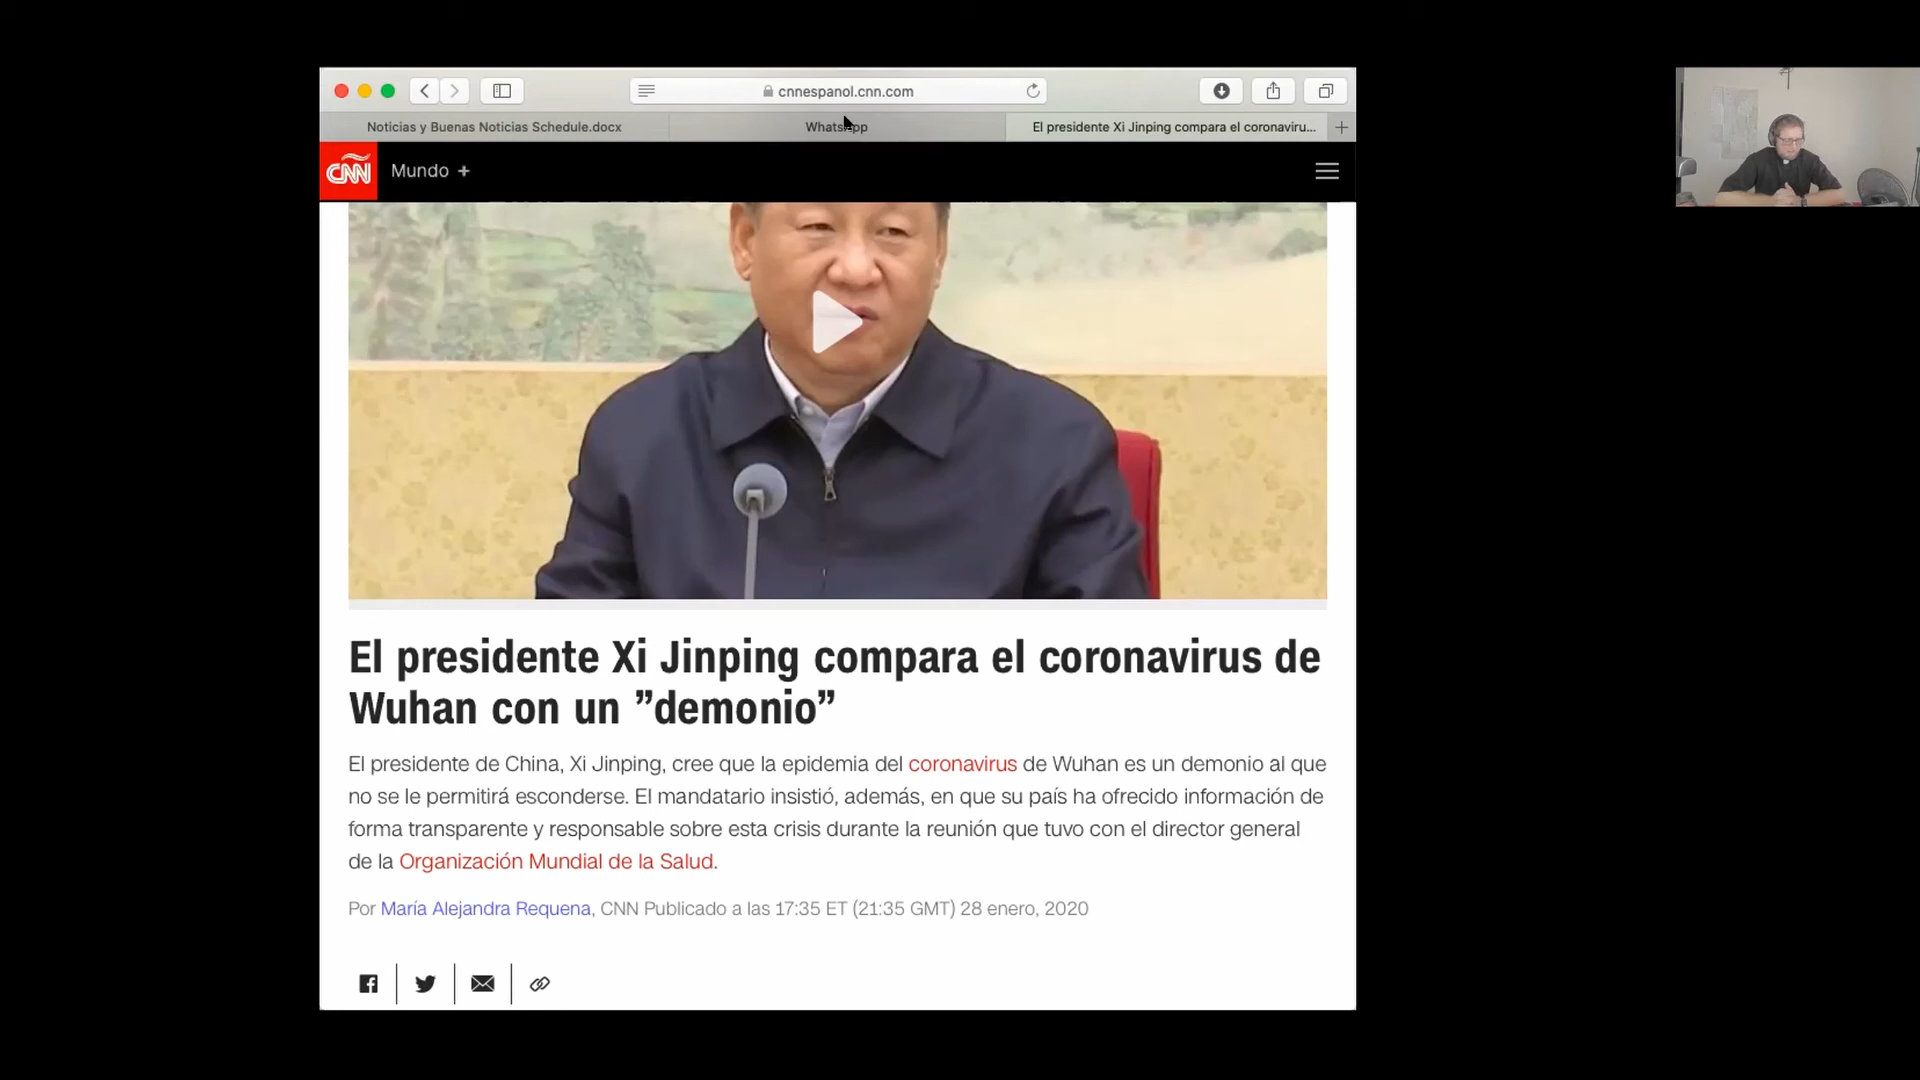 cnnespanol.cnn.com
Noticias y Buenas Noticias Schedule.docx
WhatsApp
El presidente Xi Jinping compara el coronaviru...
CNN
Mundo +
El presidente Xi Jinping compara el coronavirus de
Wuhan con un ”demonio”
El presidente de China, Xi Jinping, cree que la epidemia del coronavirus de Wuhan es un demonio al que
no se le permitirá esconderse. El mandatario insistió, además, en que su país ha ofrecido información de
forma transparente y responsable sobre esta crisis durante la reunión que tuvo con el director general
de la Organización Mundial de la Salud.
Por María Alejandra Requena, CNN Publicado a las 17:35 ET (21:35 GMT) 28 enero, 2020